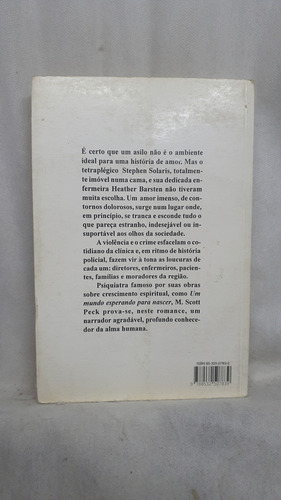 É certo que um asilo não é o ambiente
ideal para uma história de amor. Mas o
tetraplégico Stephen Solaris, totalmen-
te imóvel numa cama, e sua dedicada en-
fermeira Heather Barsten não tiveram
muita escolha. Um amor imenso, de con-
tornos dolorosos, surge num lugar onde,
em princípio, se tranca e esconde tudo o
que pareça estranho, indesejável ou in-
suportável aos olhos da sociedade.
A violência e o crime esfacelam o co-
tidiano da clínica e, em ritmo de história
policial, fazem vir à tona as loucuras de
cada um: diretores, enfermeiros, pacien-
tes, famílias e moradores da região.
Psiquiatra famoso por suas obras
sobre crescimento espiritual, como Um
mundo esperando para nascer, M. Scott
Peck prova-se, neste romance, um
narrador agradável, profundo conhece-
dor da alma humana.